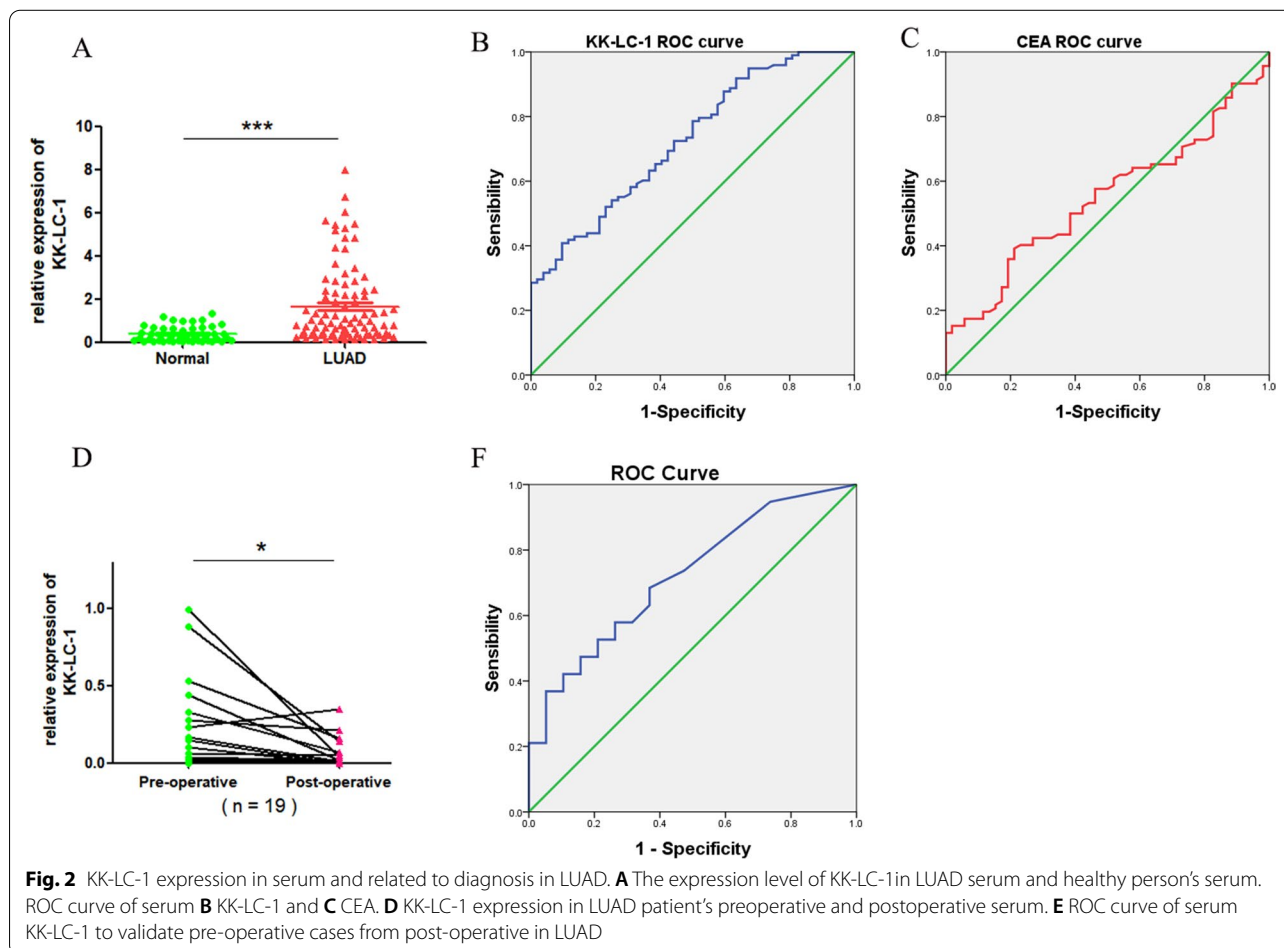 A
***
relative expression of
KK-LC-1
10
8
6
4
2
0
Normal
LUAD
B
KK-LC-1 ROC curve
Sensibility
1.0
0.8
0.6
0.4
0.2
0.0
0.0 0.2 0.4 0.6 0.8 1.0
1-Specificity
C
CEA ROC curve
Sensibility
1.0
0.8
0.6
0.4
0.2
0.0
0.0 0.2 0.4 0.6 0.8 1.0
1-Specificity
D
*
relative expression of
KK-LC-1
1.0
0.5
0.0
Pre-operative Post-operative
( n = 19 )
F
ROC Curve
Sensibility
1.0
0.8
0.6
0.4
0.2
0.0
0.0 0.2 0.4 0.6 0.8 1.0
1 - Specificity
Fig. 2 KK-LC-1 expression in serum and related to diagnosis in LUAD. A The expression level of KK-LC-1in LUAD serum and healthy person's serum.
ROC curve of serum B KK-LC-1 and C CEA. D KK-LC-1 expression in LUAD patient's preoperative and postoperative serum. E ROC curve of serum
KK-LC-1 to validate pre-operative cases from post-operative in LUAD